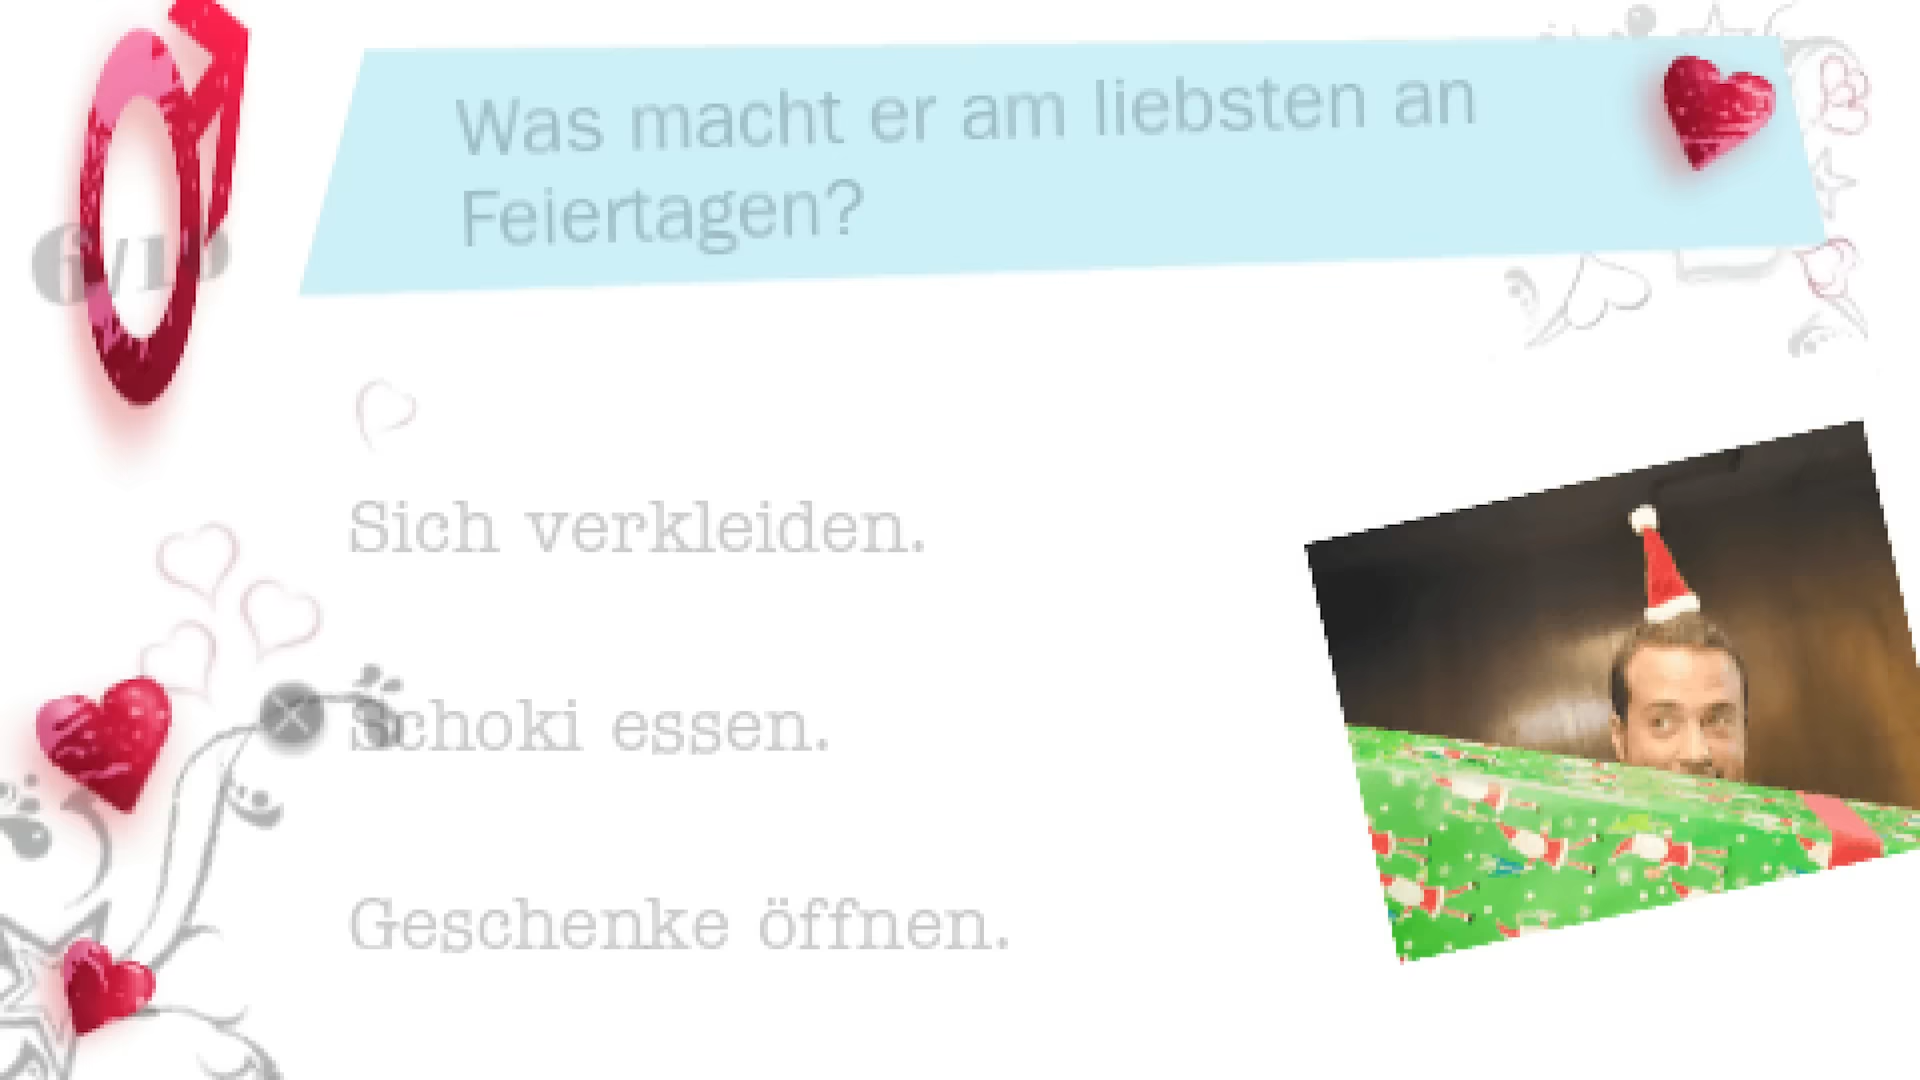 Was macht er am liebsten an
Feiertagen?
Sich verkleiden.
Schoki essen.
Geschenke öffnen.